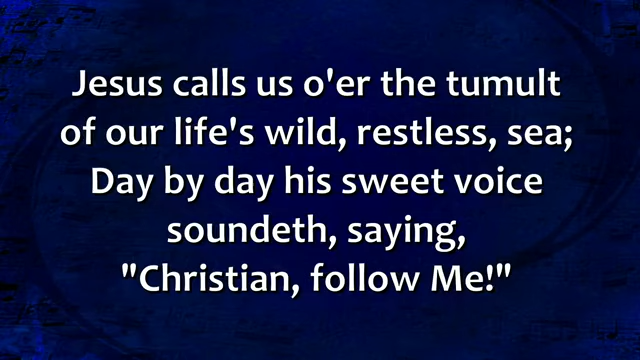 Jesus calls us o'er the tumult
of our life's wild, restless, sea;
Day by day his sweet voice
soundeth, saying,
"Christian, follow Me!"